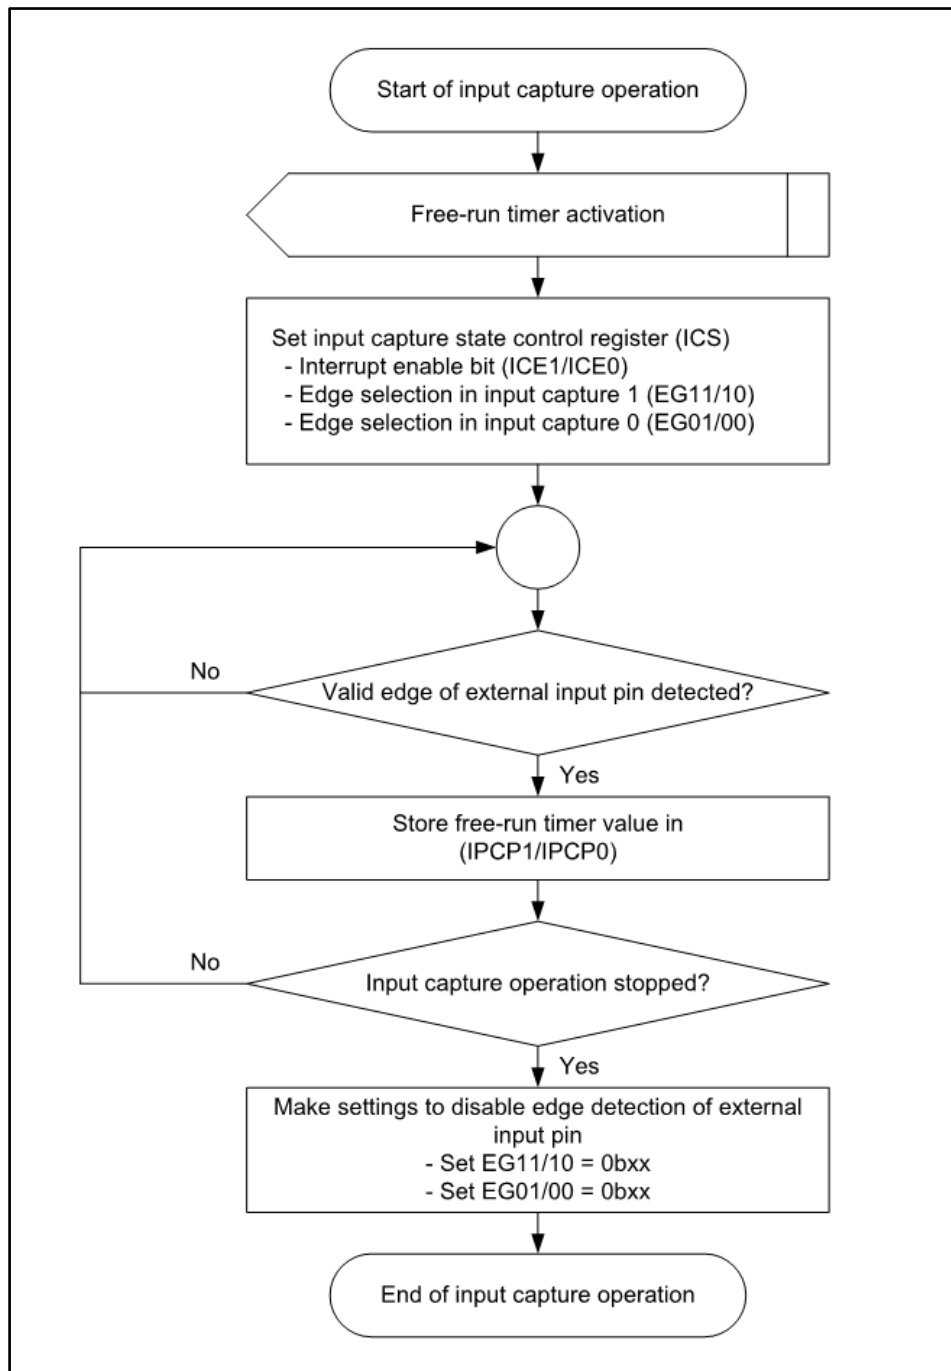 Start of input capture operation
Free-run timer activation
Set input capture state control register (ICS)
- Interrupt enable bit (ICE1/ICE0)
- Edge selection in input capture 1 (EG11/10)
- Edge selection in input capture 0 (EG01/00)
No
Valid edge of external input pin detected?
Yes
Store free-run timer value in
(IPCP1/IPCP0)
No
Input capture operation stopped?
Yes
Make settings to disable edge detection of external
input pin
- Set EG11/10 = 0bxx
- Set EG01/00 = 0bxx
End of input capture operation